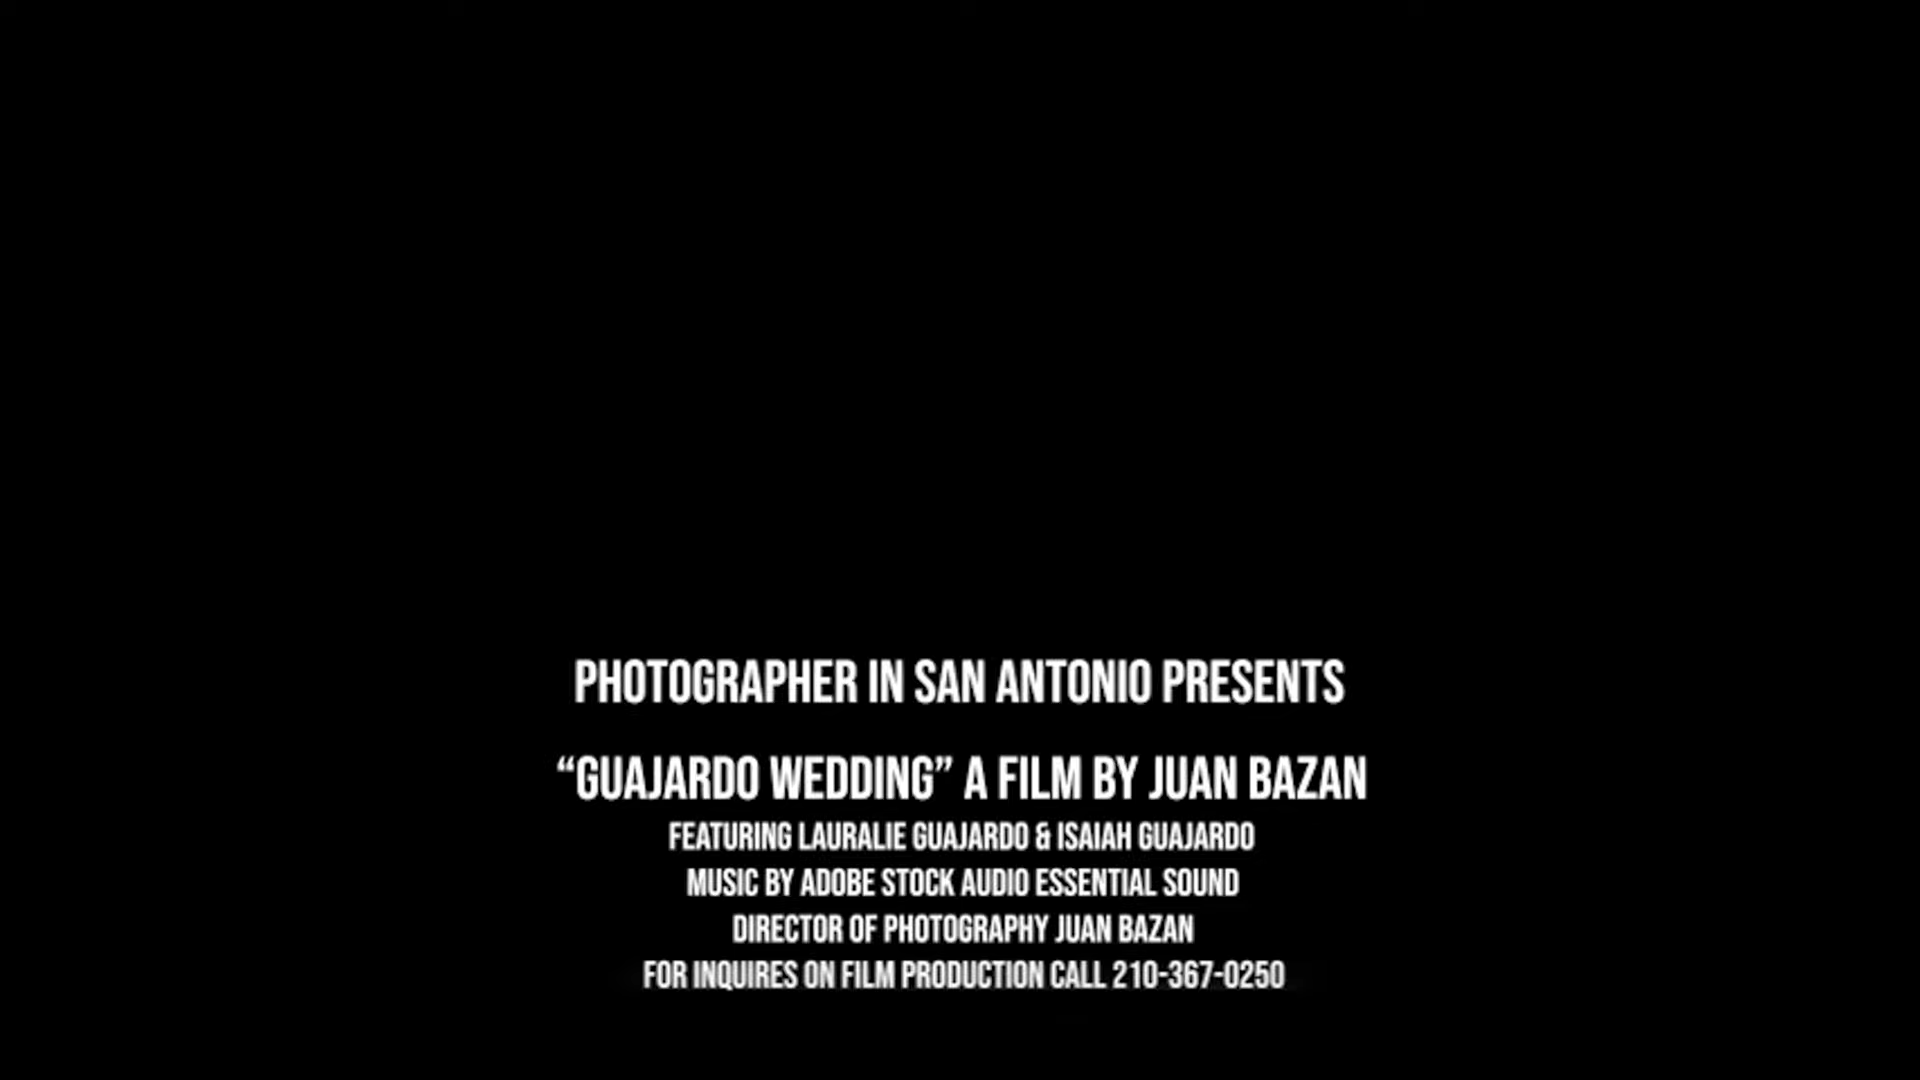 PHOTOGRAPHER IN SAN ANTONIO PRESENTS
“GUAJARDO WEDDING” A FILM BY JUAN BAZAN
FEATURING LAURALIE GUAJARDO & ISAIAH GUAJARDO
MUSIC BY ADOBE STOCK AUDIO ESSENTIAL SOUND
DIRECTOR OF PHOTOGRAPHY JUAN BAZAN
FOR INQUIRES ON FILM PRODUCTION CALL 210-367-0250